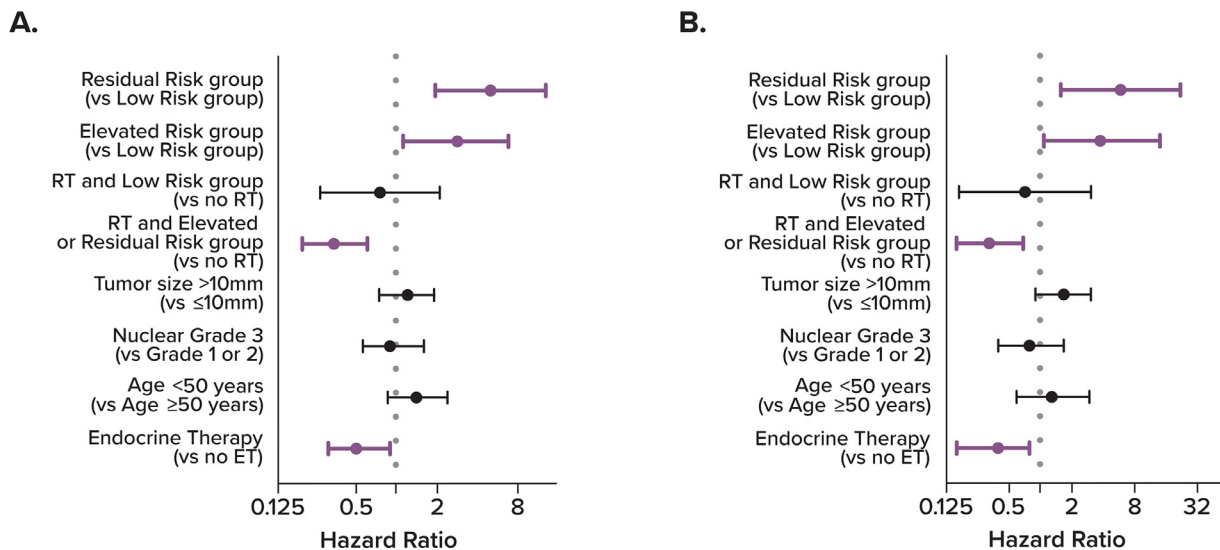 A.
Residual Risk group
(vs Low Risk group)
Elevated Risk group
(vs Low Risk group)
RT and Low Risk group
(vs no RT)
RT and Elevated
or Residual Risk group
(vs no RT)
Tumor size >10mm
(vs ≤10mm)
Nuclear Grade 3
(vs Grade 1 or 2)
Age <50 years
(vs Age ≥50 years)
Endocrine Therapy
(vs no ET)
0.125 0.5 2 8
Hazard Ratio
B.
Residual Risk group
(vs Low Risk group)
Elevated Risk group
(vs Low Risk group)
RT and Low Risk group
(vs no RT)
RT and Elevated
or Residual Risk group
(vs no RT)
Tumor size >10mm
(vs ≤10mm)
Nuclear Grade 3
(vs Grade 1 or 2)
Age <50 years
(vs Age ≥50 years)
Endocrine Therapy
(vs no ET)
0.125 0.5 2 8 32
Hazard Ratio